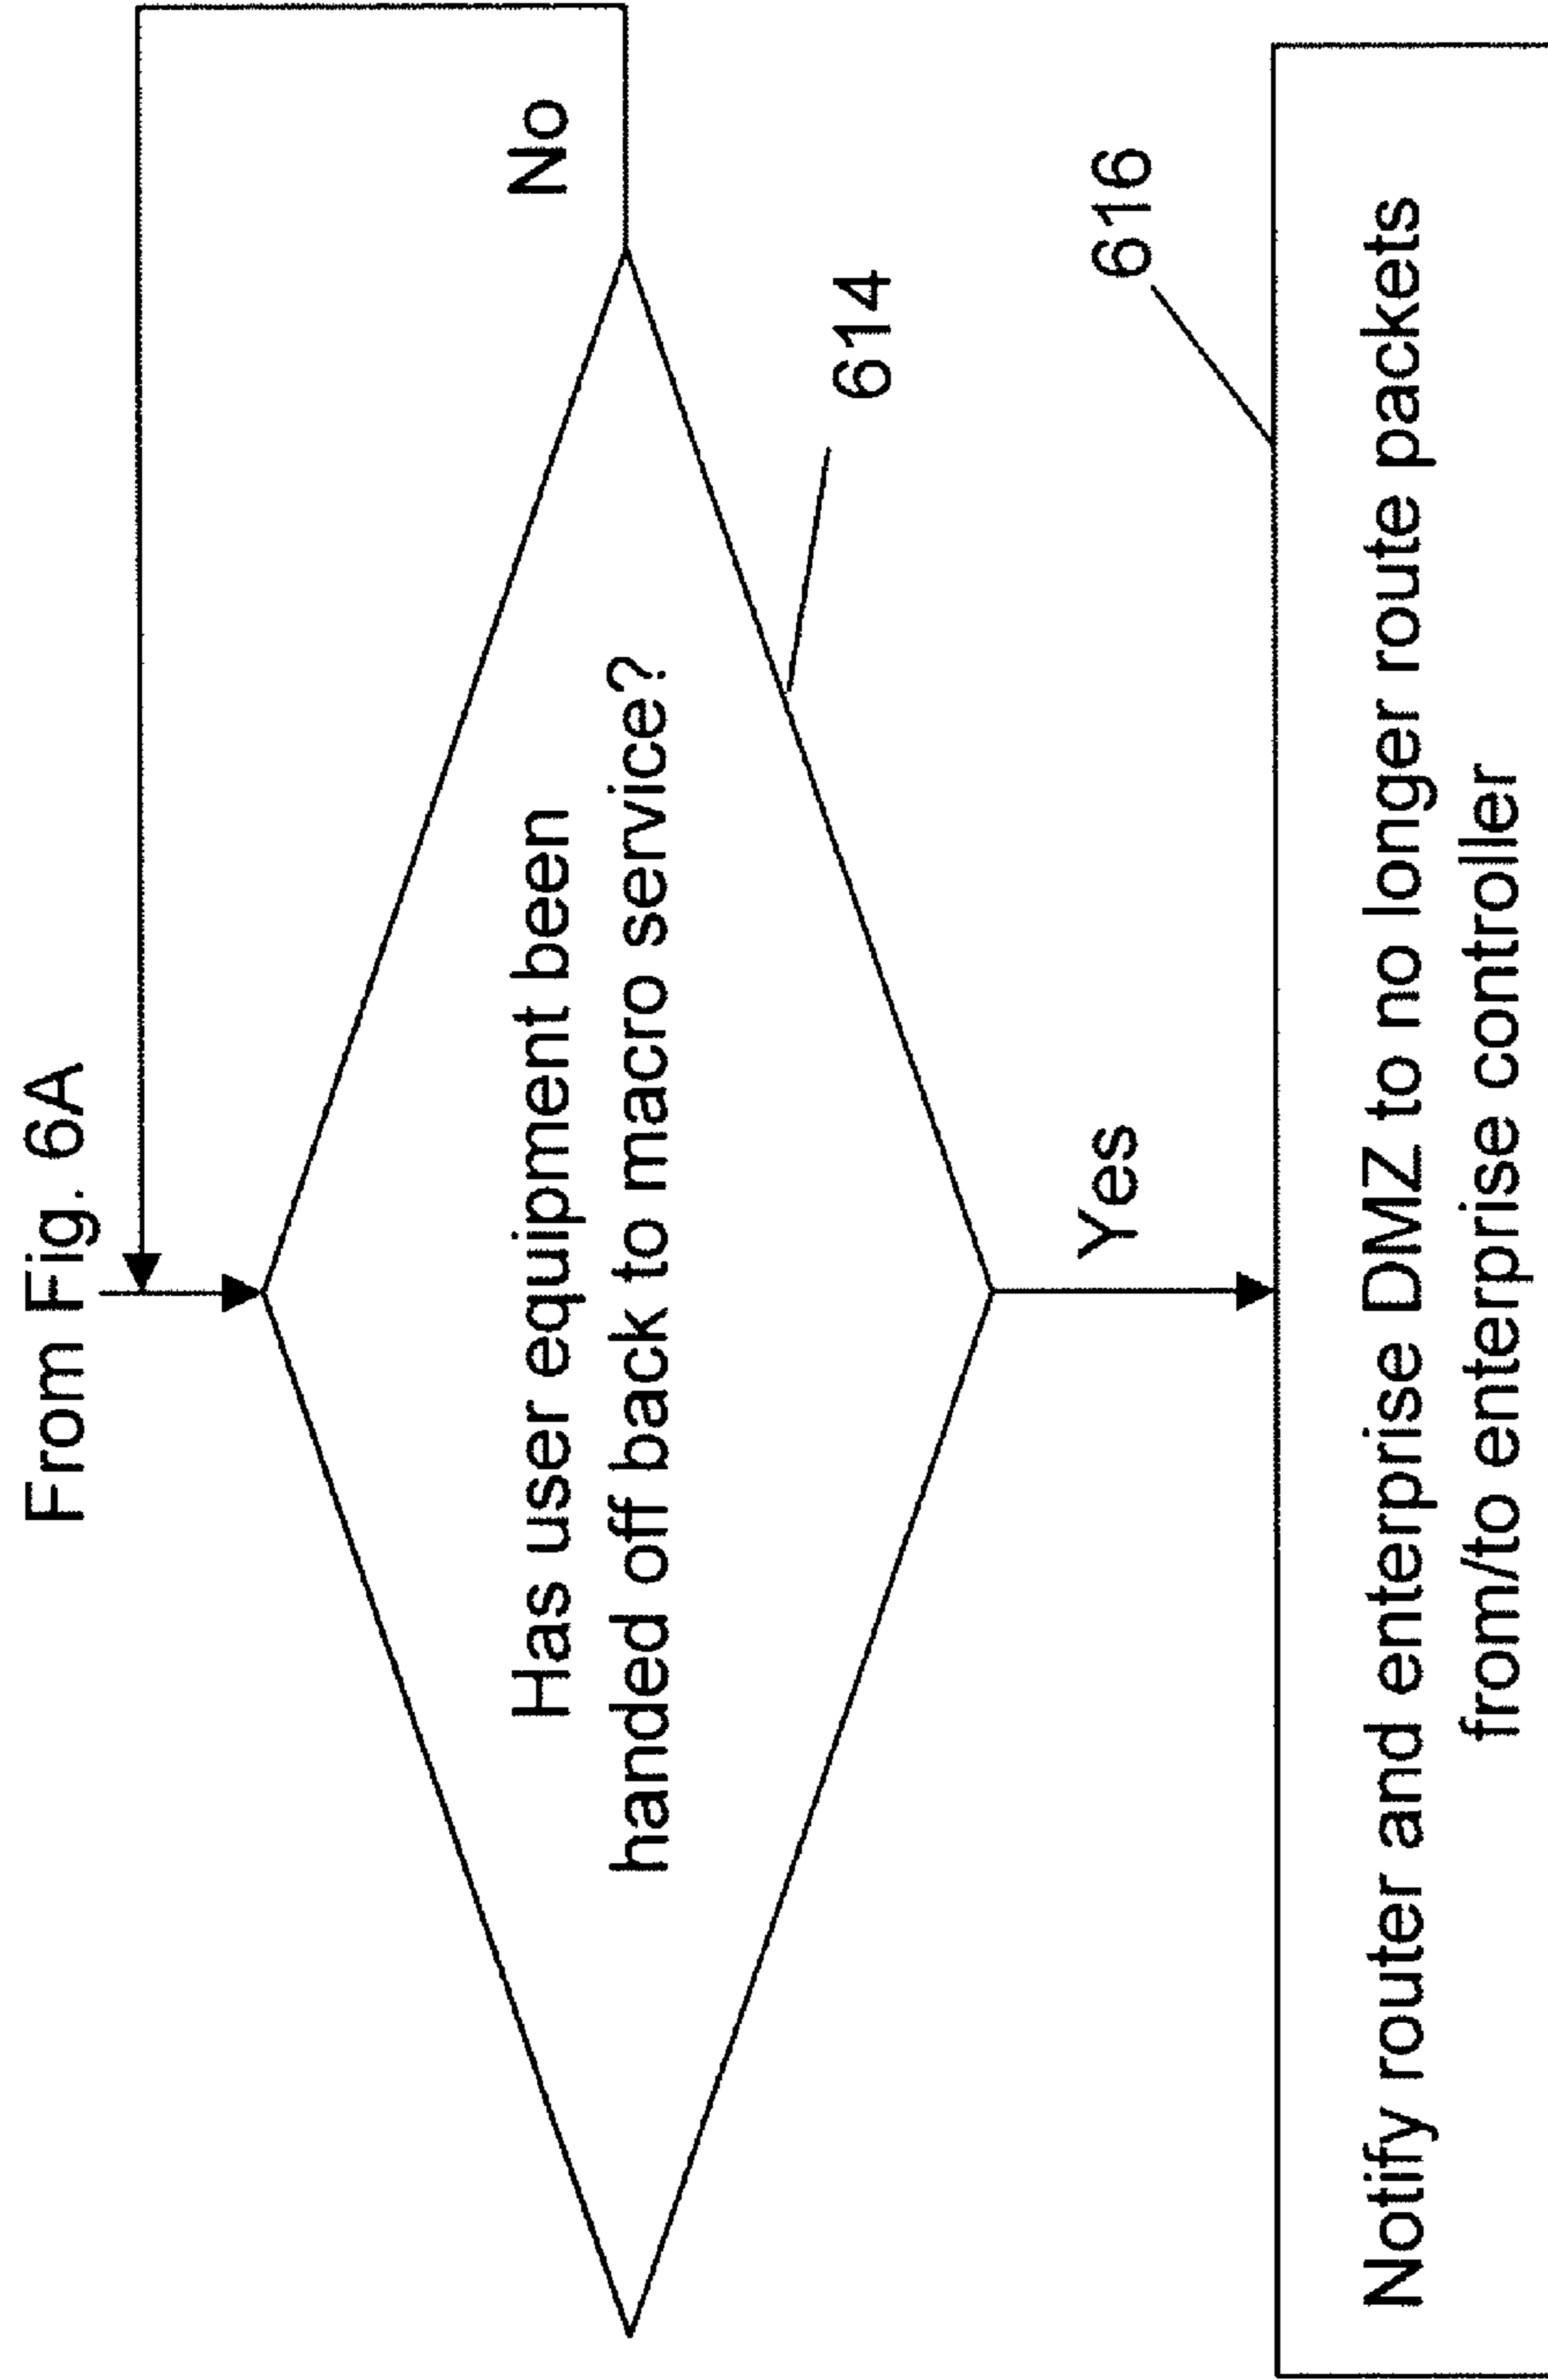 From Fig. 6A
No
Has user equipment been
handed off back to macro service?
614
Yes
616
Notify router and enterprise DMZ to no longer route packets
from/to enterprise controller